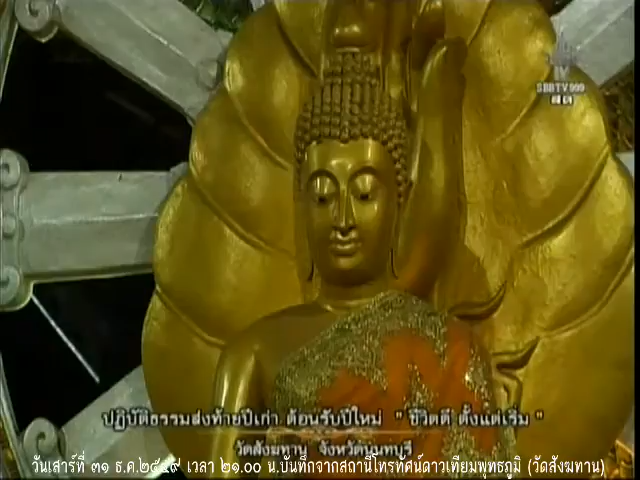 TV
SBBTV999
สด
ปฏิบัติธรรมส่งท้ายปีเก่า ต้อนรับปีใหม่ " ชีวิตดี ตั้งแต่เริ่ม "
วัดสังฆทาน จังหวัดนนทบุรี
วันเสาร์ที่ ๓๑ ธ.ค.๒๕๕๙ เวลา ๒๑.๐๐ น.บันทึกจากสถานีโทรทัศน์ดาวเทียมพุทธภูมิ (วัดสังฆทาน)